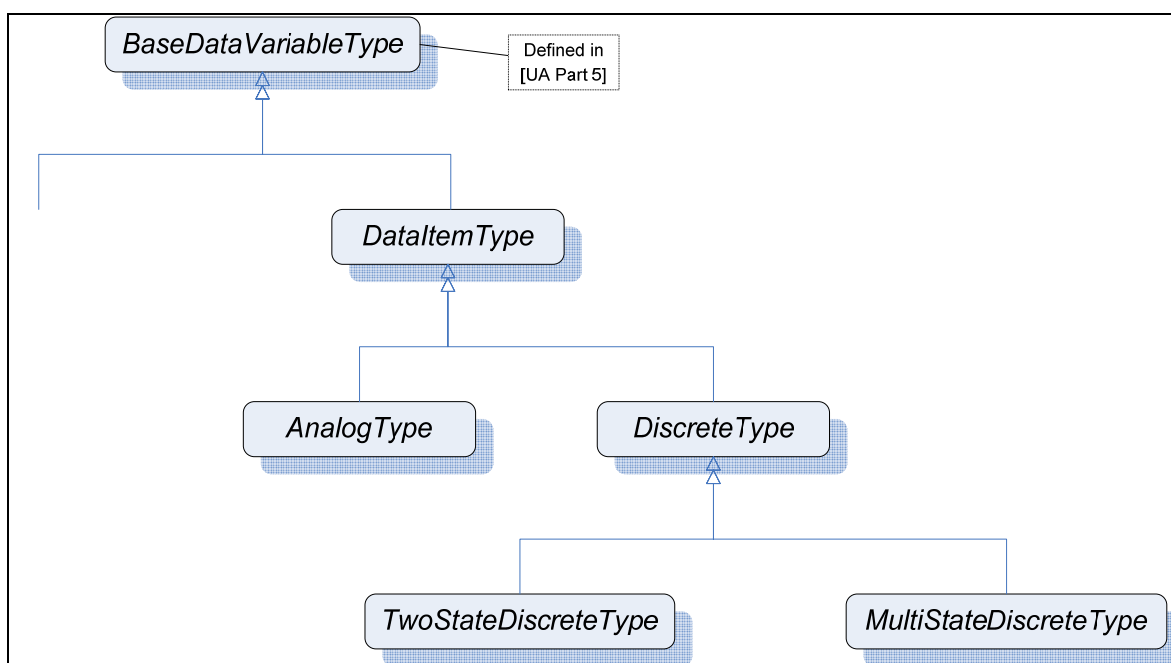 BaseDataVariableType
Defined in
[UA Part 5]
DataItemType
AnalogType
DiscreteType
TwoStateDiscreteType
MultiStateDiscreteType